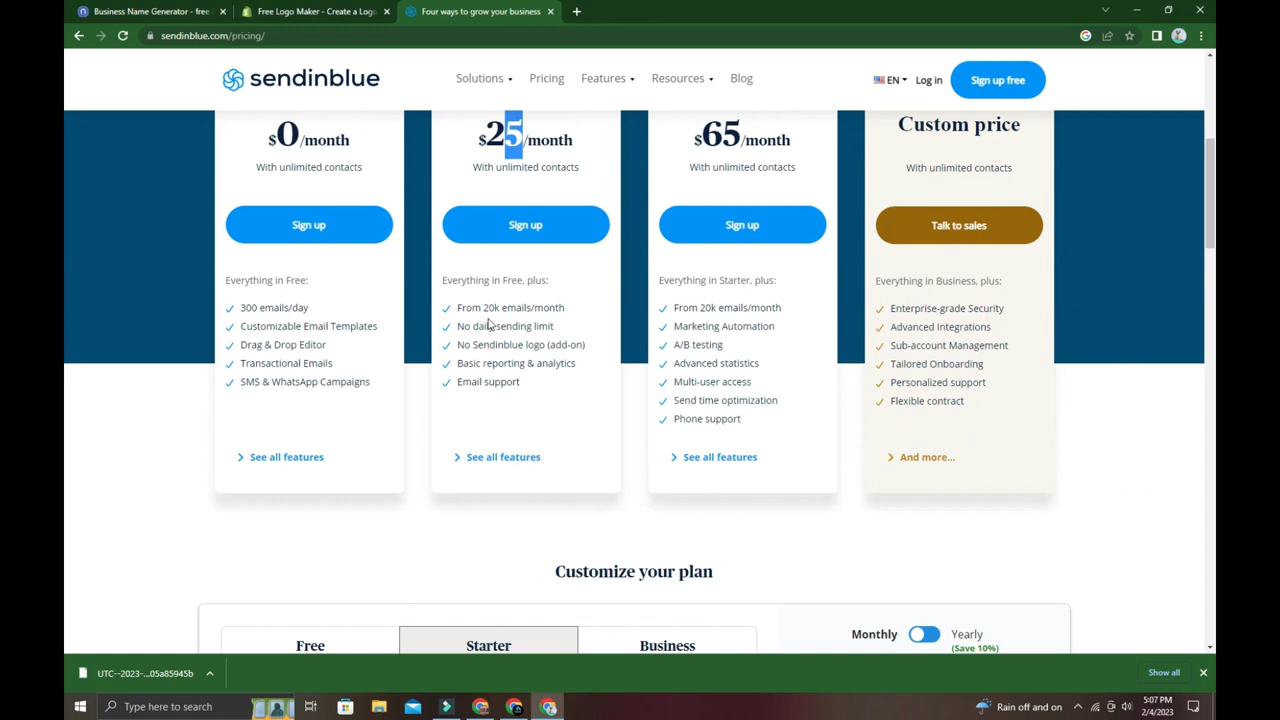 Business Name Generator - free A
Free Logo Maker - Create a Logo
Four ways to grow your business
sendinblue.com/pricing/
sendinblue
Solutions
Pricing
Features
Resources
Blog
EN
Log in
Sign up free
$0/month
With unlimited contacts
Sign up
Everything in Free:
300 emails/day
Customizable Email Templates
Drag & Drop Editor
Transactional Emails
SMS & WhatsApp Campaigns
See all features
$25/month
With unlimited contacts
Sign up
Everything in Free, plus:
From 20k emails/month
No daily sending limit
No Sendinblue logo (add-on)
Basic reporting & analytics
Email support
See all features
$65/month
With unlimited contacts
Sign up
Everything in Starter, plus:
From 20k emails/month
Marketing Automation
A/B testing
Advanced statistics
Multi-user access
Send time optimization
Phone support
See all features
Custom price
With unlimited contacts
Talk to sales
Everything in Business, plus:
Enterprise-grade Security
Advanced Integrations
Sub-account Management
Tailored Onboarding
Personalized support
Flexible contract
And more...
Customize your plan
Free
Starter
Business
Monthly
Yearly
(Save 10%)
UTC--2023-...05a85945b
Show all
Type here to search
Rain off and on
5:07 PM
2/4/2023